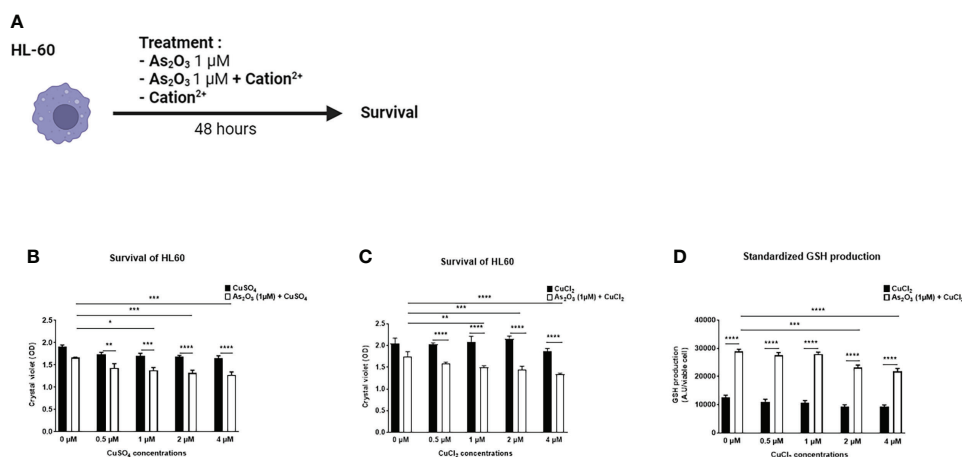 A
HL-60
Treatment :
- As₂O₃ 1 µM
- As₂O₃ 1 µM + Cation²⁺
- Cation²⁺
48 hours
Survival
B
Survival of HL60
CuSO₄
As₂O₃ (1µM) + CuSO₄
***
***
*
** *** **** ****
Crystal violet (OD)
2.5
2.0
1.5
1.0
0.5
0.0
0 µM 0.5 µM 1 µM 2 µM 4 µM
CuSO₄ concentrations
C
Survival of HL60
CuCl₂
As₂O₃ (1µM) + CuCl₂
****
***
**
**** **** **** ****
Crystal violet (OD)
2.5
2.0
1.5
1.0
0.5
0.0
0 µM 0.5 µM 1 µM 2 µM 4 µM
CuCl₂ concentrations
D
Standardized GSH production
CuCl₂
As₂O₃ (1µM) + CuCl₂
****
***
**** **** **** **** ****
GSH production
(A.U/viable cell)
40000
30000
20000
10000
0
0 µM 0.5 µM 1 µM 2 µM 4 µM
CuCl₂ concentrations